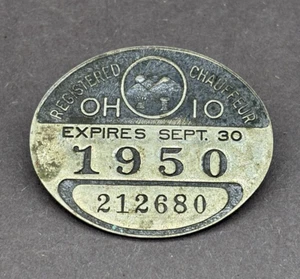 REGISTERED CHAUFFEUR
OHIO
EXPIRES SEPT. 30
1950
212680